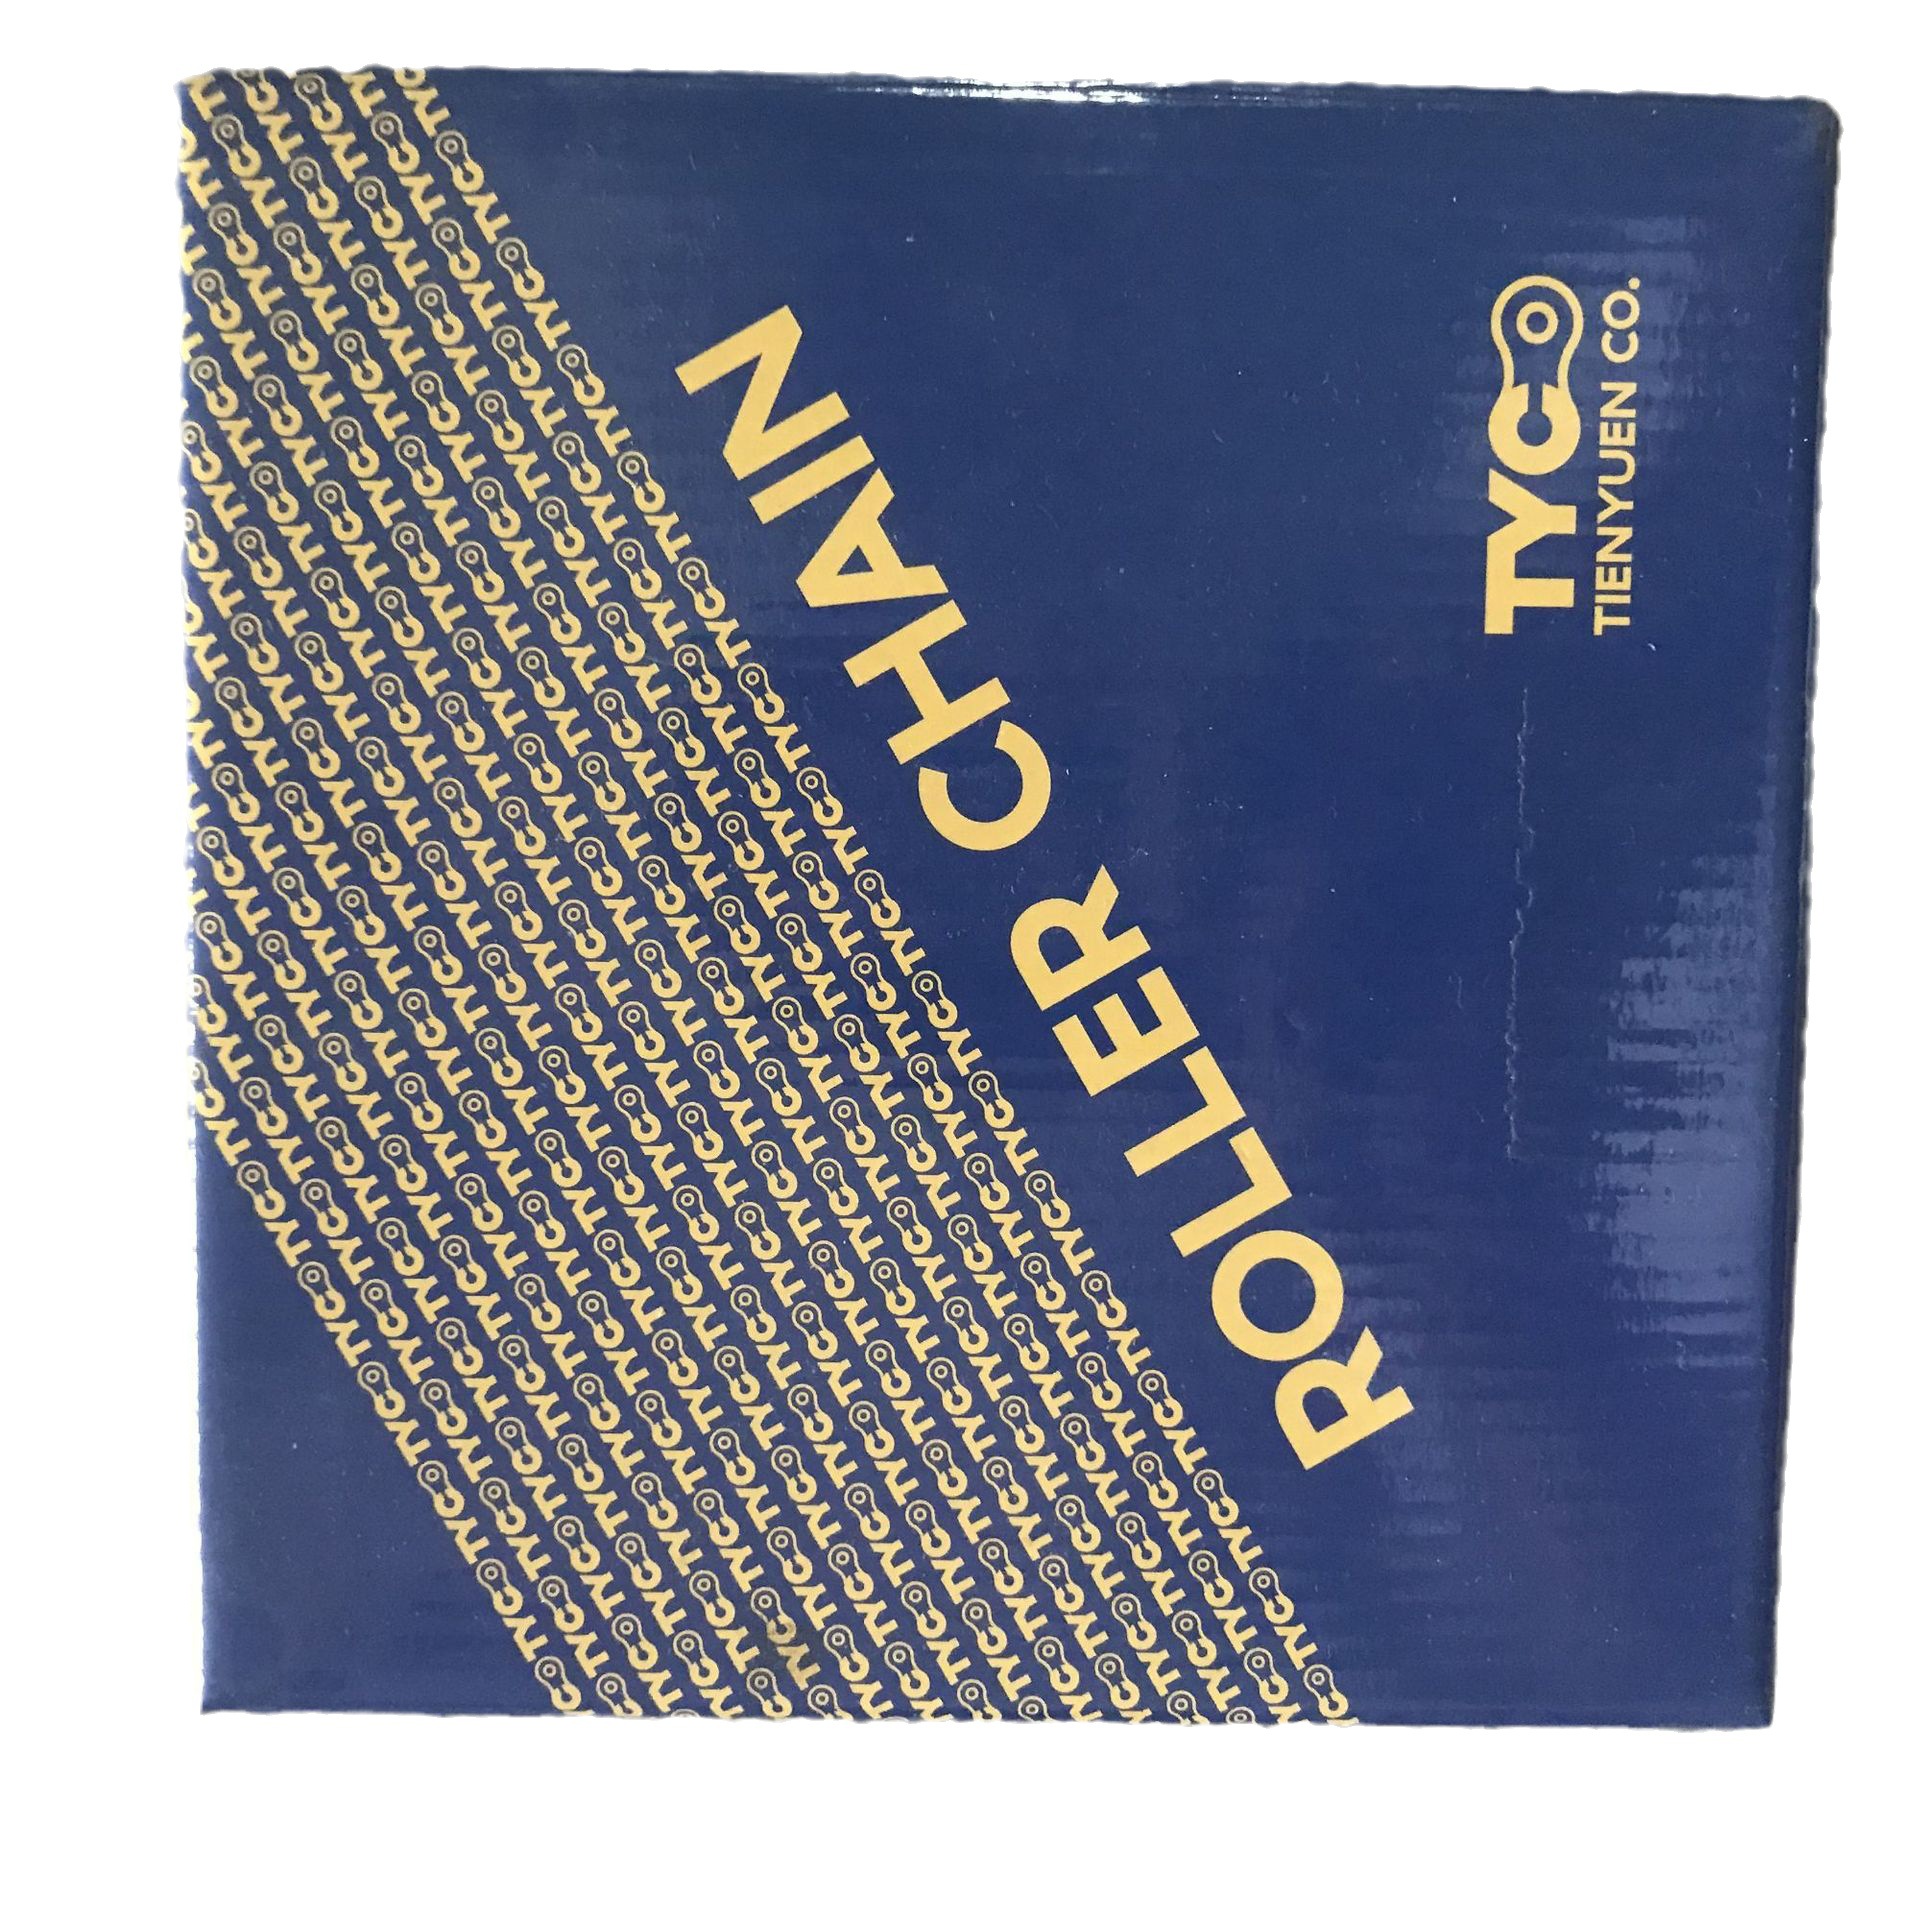 ROLLER CHAIN
TYC
TIENYUEN CO.